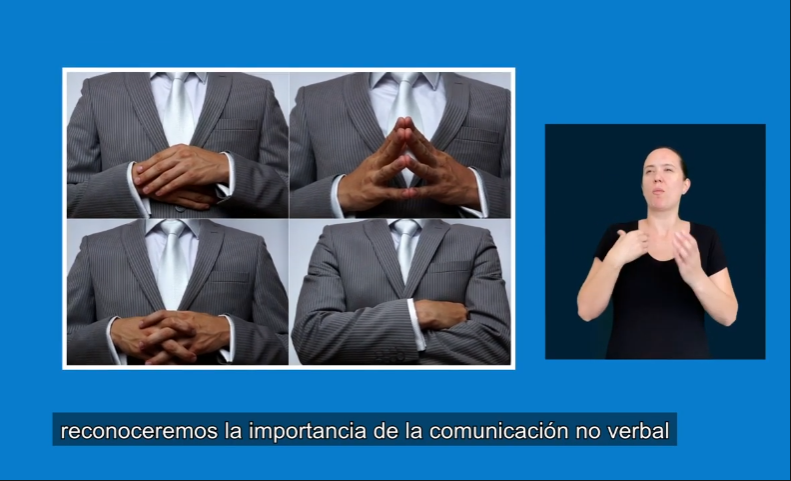 reconoceremos la importancia de la comunicación no verbal